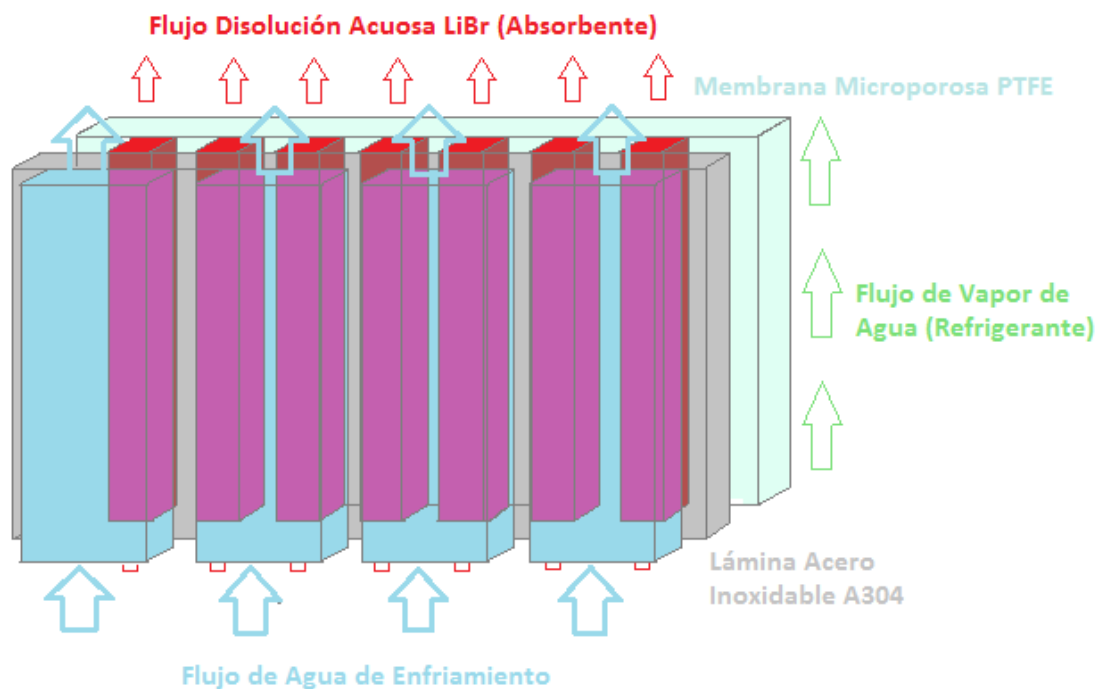 Flujo Disolución Acuosa LiBr (Absorbente)
Membrana Microporosa PTFE
Flujo de Vapor de
Agua (Refrigerante)
Lámina Acero
Inoxidable A304
Flujo de Agua de Enfriamiento